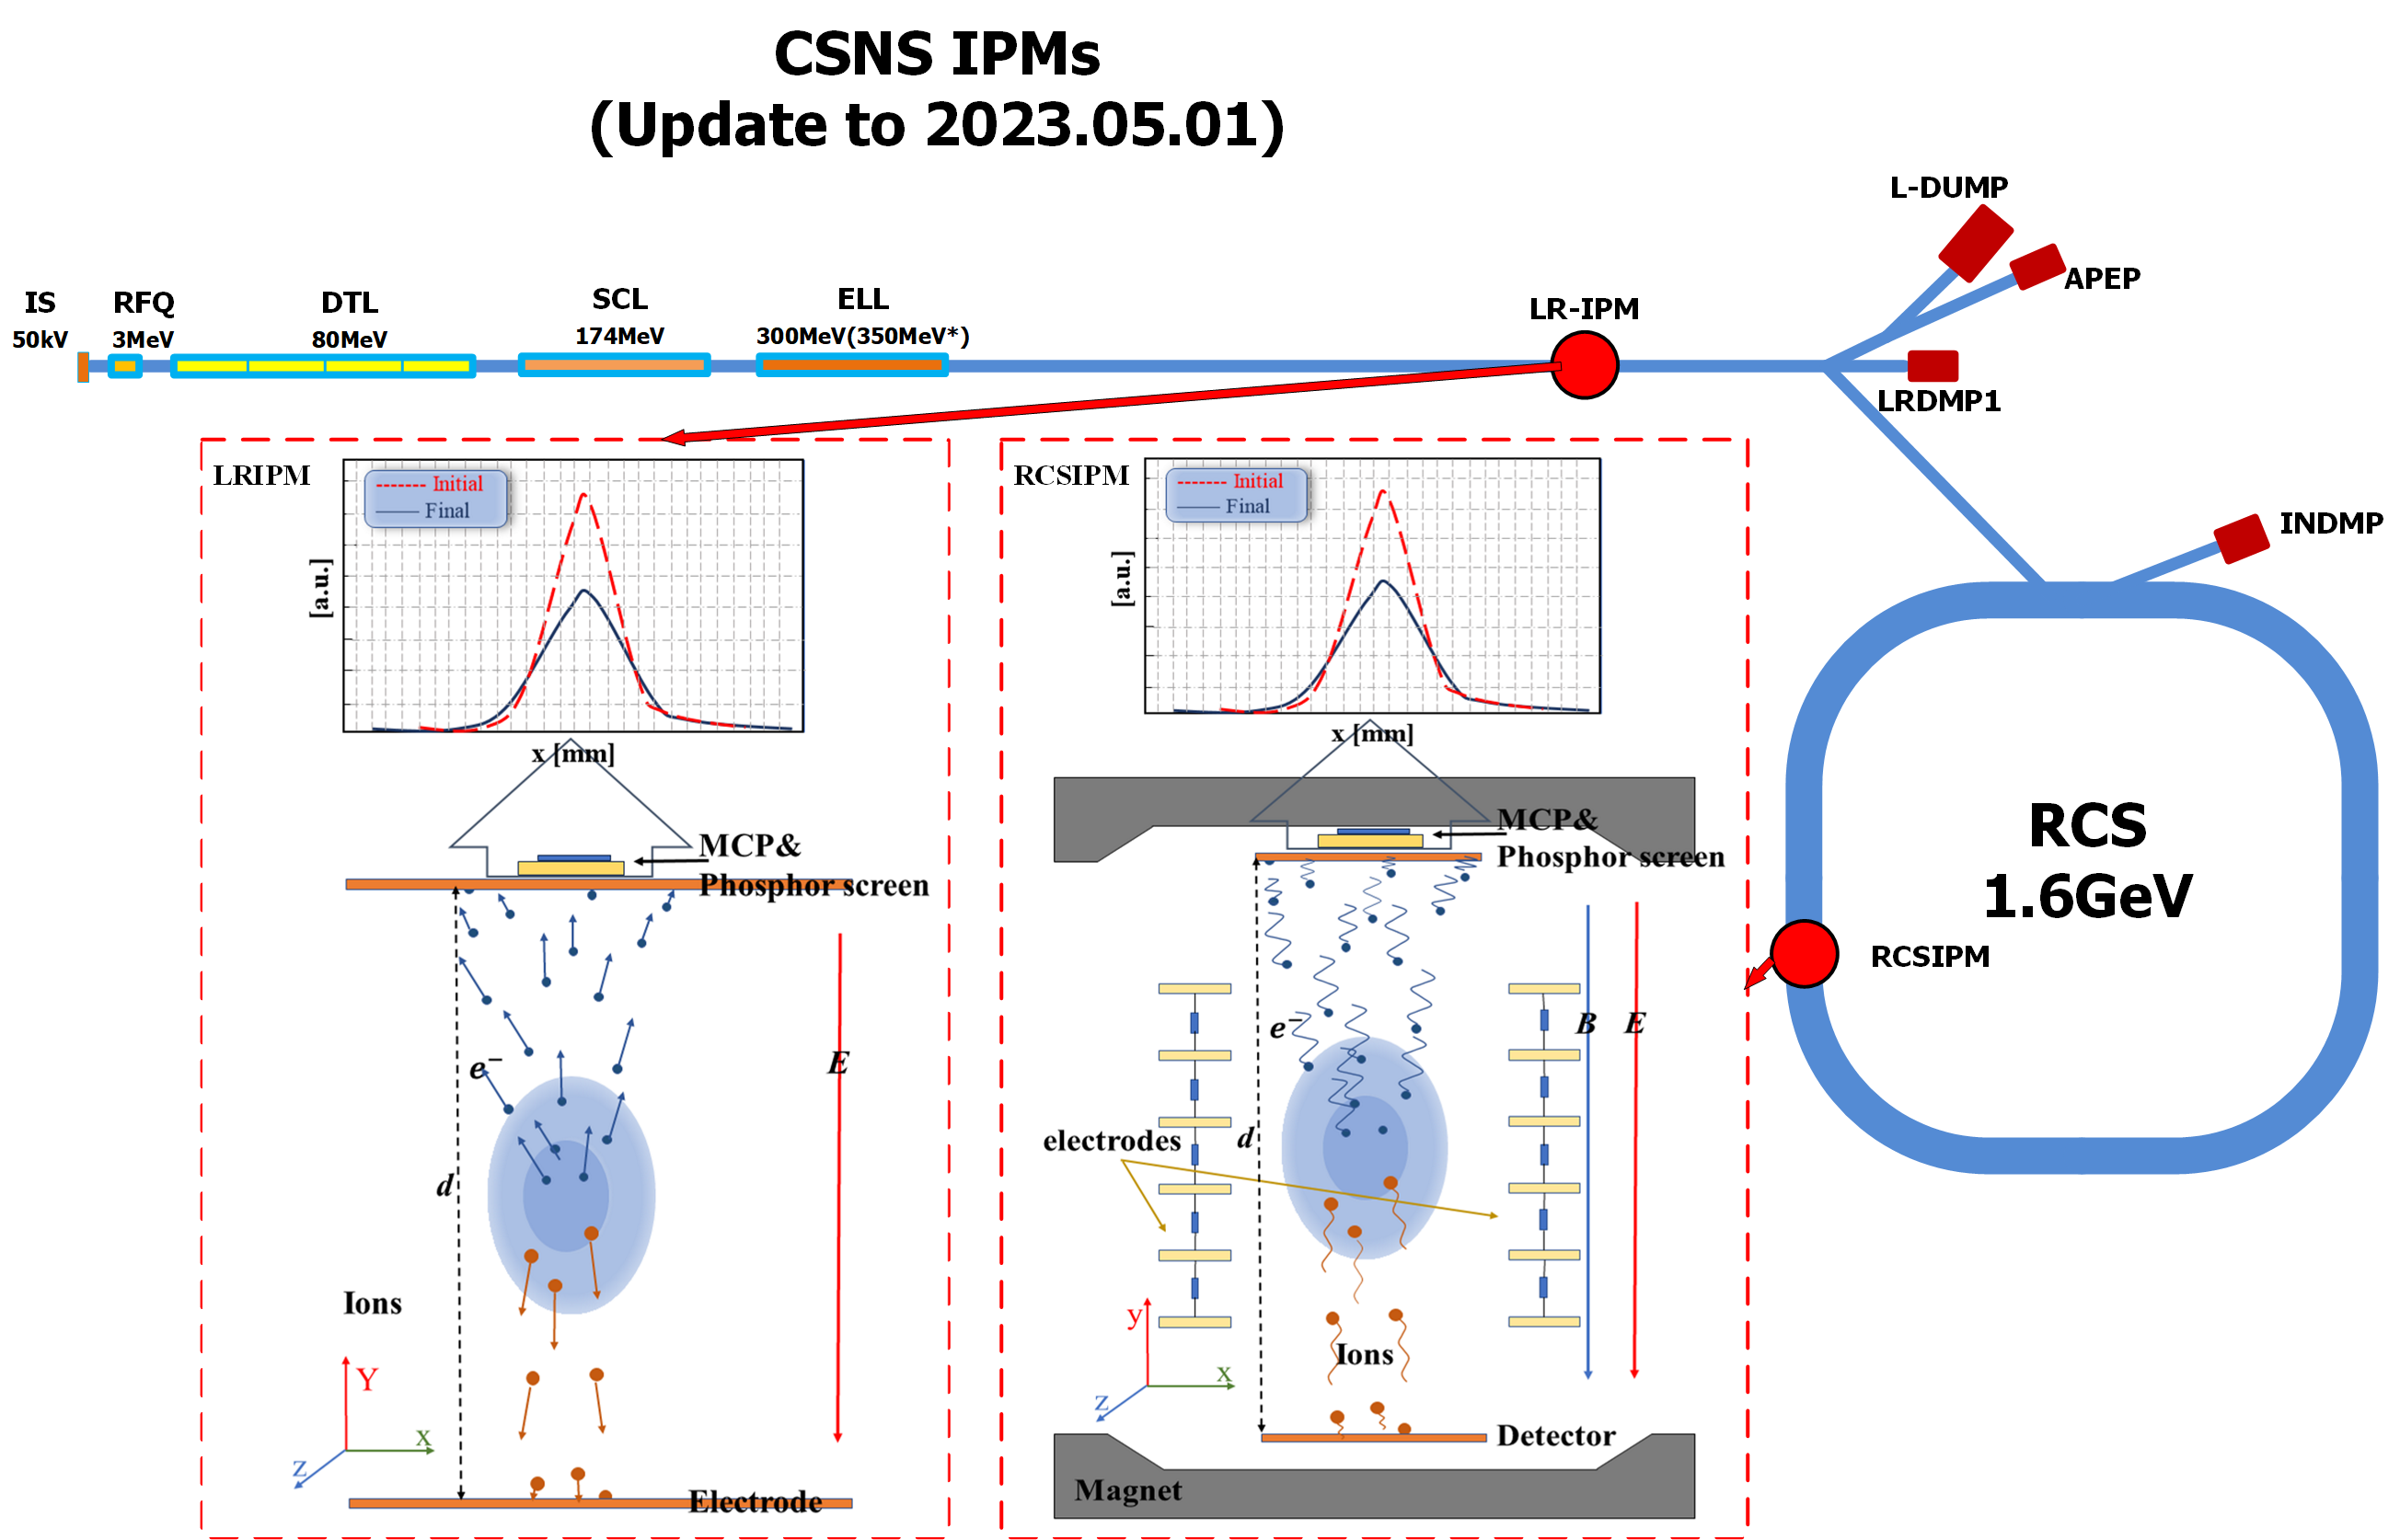 CSNS IPMs
(Update to 2023.05.01)
L-DUMP
APEP
IS
RFQ
DTL
SCL
ELL
LR-IPM
50kV
3MeV
80MeV
174MeV
300MeV(350MeV*)
LRDMP1
INDMP
RCS
1.6GeV
RCSIPM
LRIPM
Initial
Final
[a.u.]
x [mm]
MCP&
Phosphor screen
e−
E
d
Ions
Y
X
Z
Electrode
RCSIPM
Initial
Final
[a.u.]
x [mm]
MCP&
Phosphor screen
e−
B
E
electrodes
d
y
X
Z
Ions
Detector
Magnet